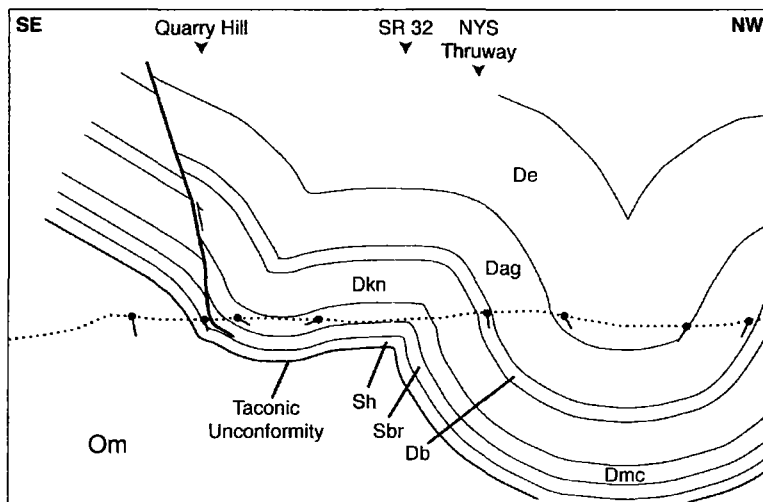 SE
Quarry Hill
SR 32
NYS
Thruway
NW
De
Dag
Dkn
Taconic
Unconformity
Sh
Sbr
Db
Dmc
Om